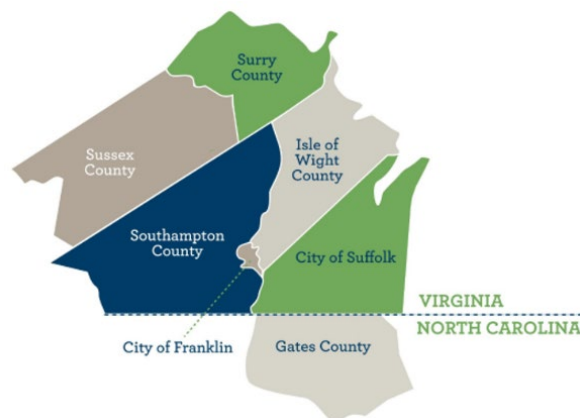 Surry
County
Isle of
Wight
County
Sussex
County
Southampton
County
City of Suffolk
VIRGINIA
NORTH CAROLINA
City of Franklin
Gates County